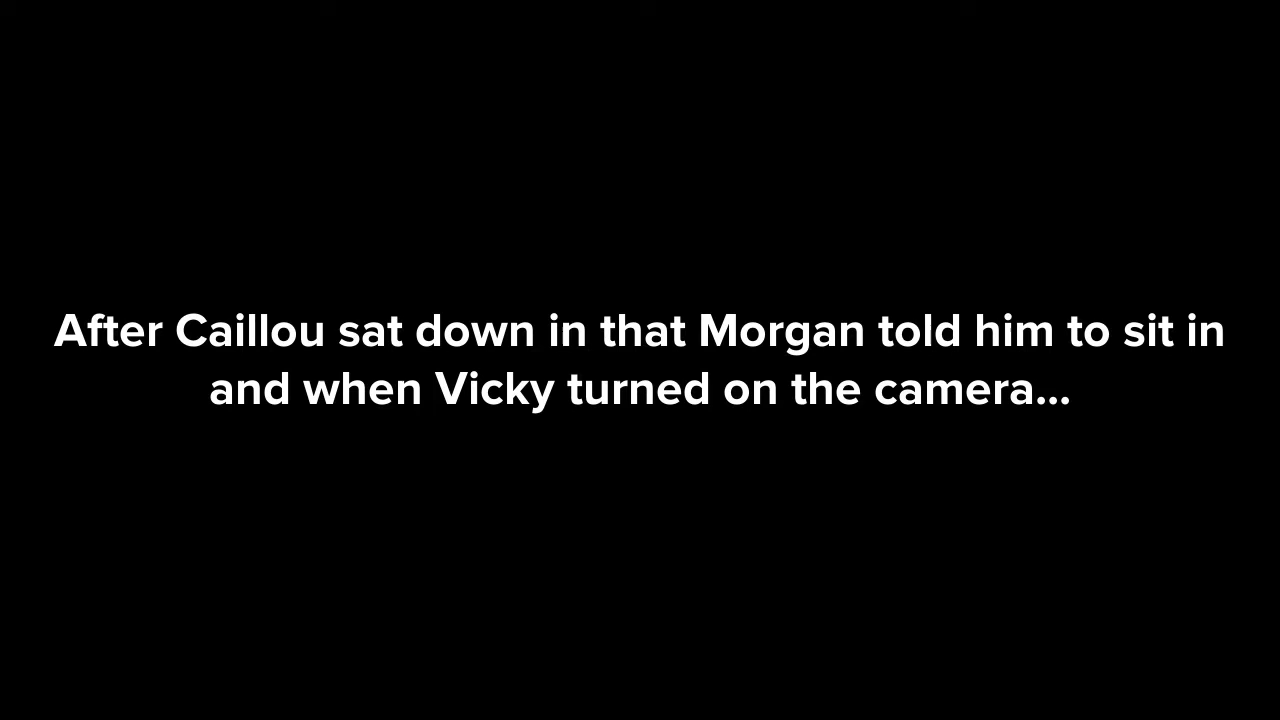 After Caillou sat down in that Morgan told him to sit in
and when Vicky turned on the camera...